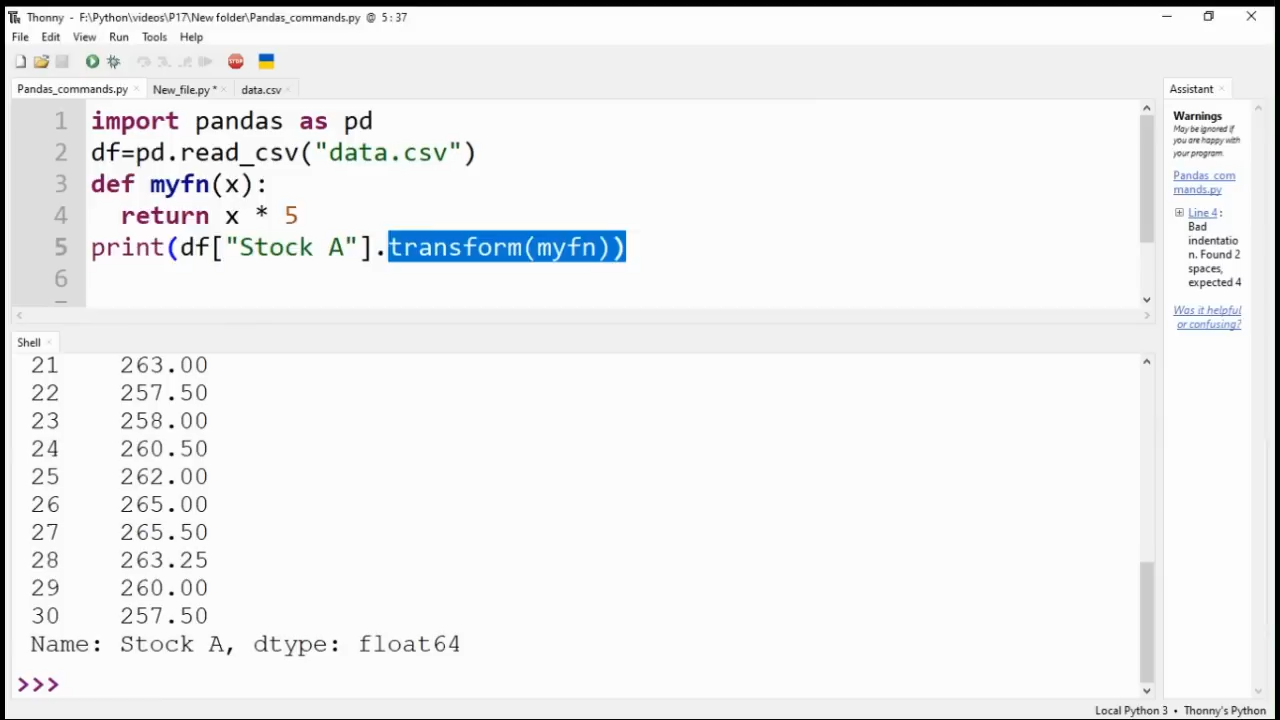 Thonny - F:\Python\videos\P17\New folder\Pandas_commands.py @ 5 : 37
File Edit View Run Tools Help
STOP
Pandas_commands.py New_file.py * data.csv
1 import pandas as pd
2 df=pd.read_csv("data.csv")
3 def myfn(x):
4 return x * 5
5 print(df["Stock A"].transform(myfn))
6
Assistant
Warnings
May be ignored if
you are happy with
your program.
Pandas_com
mands.py
Line 4 :
Bad
indentatio
n. Found 2
spaces,
expected 4
Was it helpful
or confusing?
Shell
21 263.00
22 257.50
23 258.00
24 260.50
25 262.00
26 265.00
27 265.50
28 263.25
29 260.00
30 257.50
Name: Stock A, dtype: float64
>>>
Local Python 3 • Thonny's Python